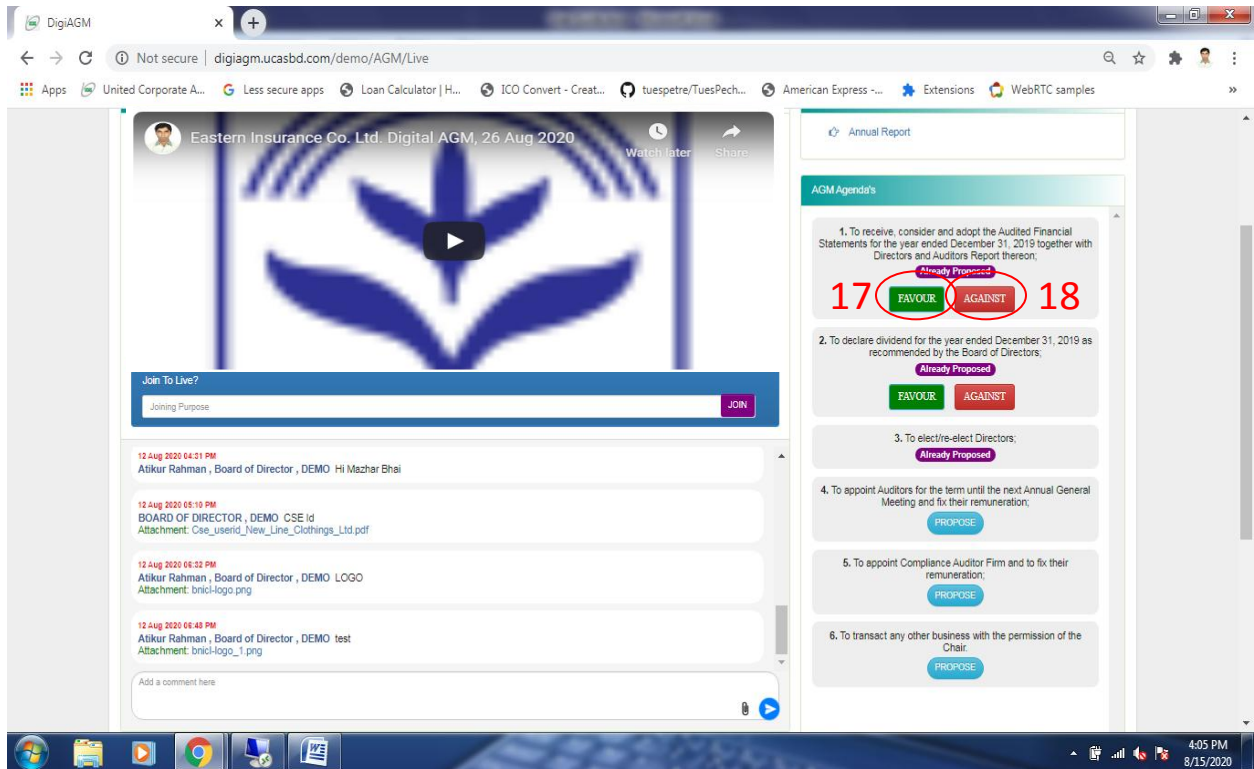 DigiAGM
Not secure | digiagm.ucasbd.com/demo/AGM/Live
Apps United Corporate A... Less secure apps Loan Calculator | H... ICO Convert - Creat... tuespetre/TuesPech... American Express -... Extensions WebRTC samples »
Eastern Insurance Co. Ltd. Digital AGM, 26 Aug 2020
Watch later Share
Join To Live?
Joining Purpose JOIN
12 Aug 2020 04:31 PM
Atikur Rahman , Board of Director , DEMO Hi Mazhar Bhai
12 Aug 2020 05:19 PM
BOARD OF DIRECTOR , DEMO CSE Id
Attachment: Cse_userid_New_Line_Clothings_Ltd.pdf
12 Aug 2020 06:32 PM
Atikur Rahman , Board of Director , DEMO LOGO
Attachment: bnicl-logo.png
12 Aug 2020 06:48 PM
Atikur Rahman , Board of Director , DEMO test
Attachment: bnicl-logo_1.png
Add a comment here
Annual Report
AGM Agenda's
1. To receive, consider and adopt the Audited Financial
Statements for the year ended December 31, 2019 together with
Directors and Auditors Report thereon;
Already Proposed
17 FAVOUR AGAINST 18
2. To declare dividend for the year ended December 31, 2019 as
recommended by the Board of Directors;
Already Proposed
FAVOUR AGAINST
3. To elect/re-elect Directors;
Already Proposed
4. To appoint Auditors for the term until the next Annual General
Meeting and fix their remuneration;
PROPOSE
5. To appoint Compliance Auditor Firm and to fix their
remuneration;
PROPOSE
6. To transact any other business with the permission of the
Chair.
PROPOSE
4:05 PM
8/15/2020